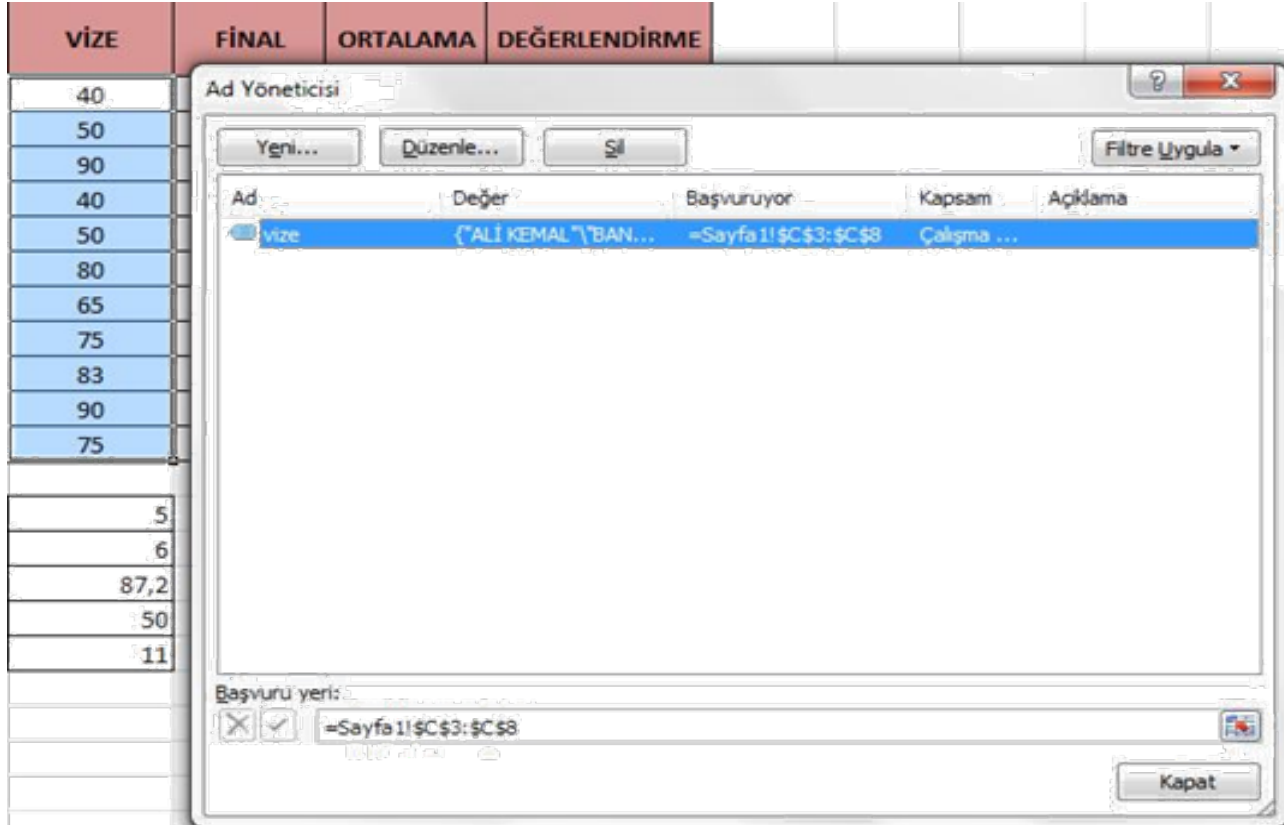 VİZE FİNAL ORTALAMA DEĞERLENDİRME
40
50
90
40
50
80
65
75
83
90
75
5
6
87,2
50
11
Ad Yöneticisi
Yeni... Düzenle... Sil Filtre Uygula
Ad Değer Başvuruyor Kapsam Açıklama
vize {"ALİ KEMAL"\"BAN... =Sayfa1!$C$3:$C$8 Çalışma ...
Başvuru yeri:
=Sayfa1!$C$3:$C$8
Kapat